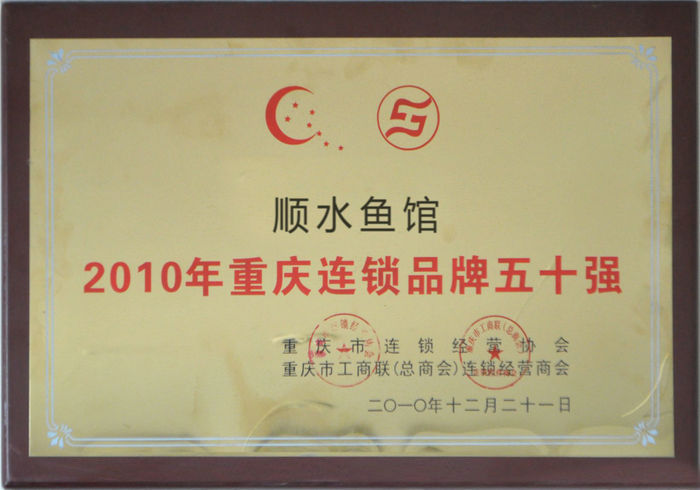 顺水鱼馆
2010年重庆连锁品牌五十强
重庆市连锁经营协会
重庆市工商联(总商会)连锁经营商会
二〇一〇年十二月二十一日